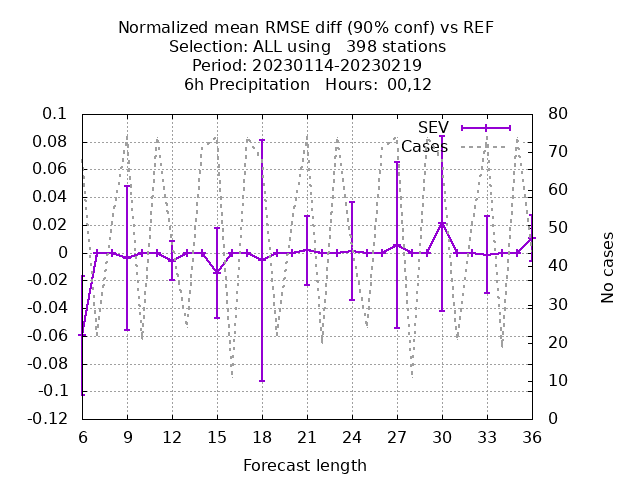 Normalized mean RMSE diff (90% conf) vs REF
Selection: ALL using   398 stations
Period: 20230114-20230219
6h Precipitation   Hours:  00,12
0.1
0.08
0.06
0.04
0.02
0
-0.02
-0.04
-0.06
-0.08
-0.1
-0.12
SEV
Cases
80
70
60
50
40
30
20
10
0
No cases
6 9 12 15 18 21 24 27 30 33 36
Forecast length